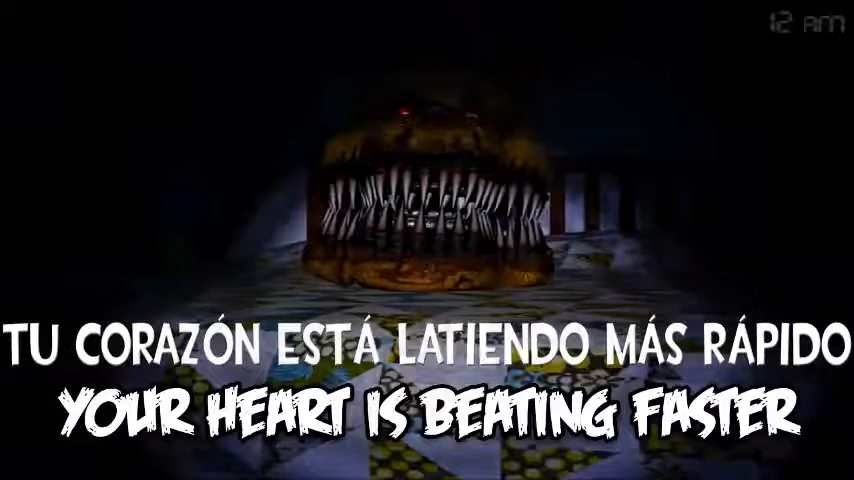 12 AM
TU CORAZÓN ESTÁ LATIENDO MÁS RÁPIDO
YOUR HEART IS BEATING FASTER